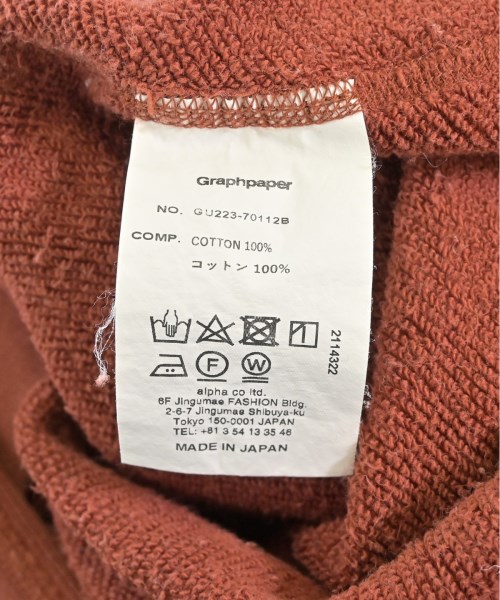 Graphpaper
NO. GU223-70112B
COMP. COTTON 100%
コットン 100%
2114322
F W
alpha co ltd.
6F Jingumae FASHION Bldg.
2-6-7 Jingumae Shibuya-ku
Tokyo 150-0001 JAPAN
TEL: +81 3 54 13 35 46
MADE IN JAPAN